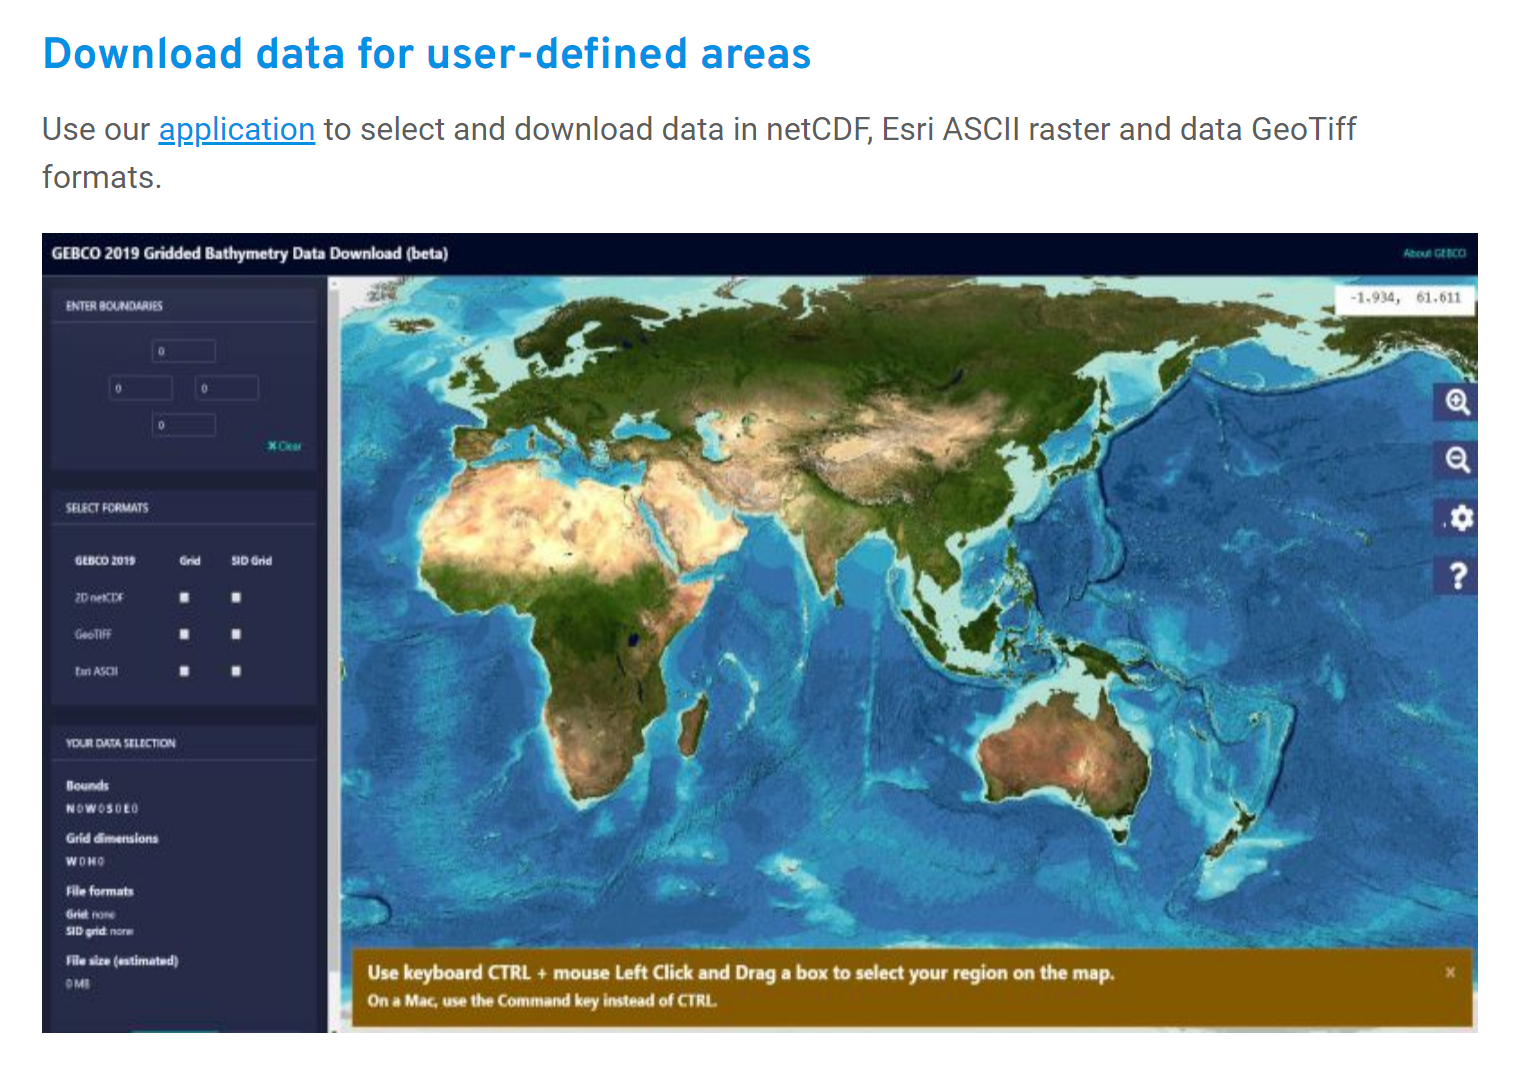 Download data for user-defined areas
Use our application to select and download data in netCDF, Esri ASCII raster and data GeoTiff
formats.
GEBCO 2019 Gridded Bathymetry Data Download (beta)
About GEBCO
ENTER BOUNDARIES
-1.934, 61.611
0
0 0
0
Clear
SELECT FORMATS
GEBCO 2019 Grid SID Grid
2D netCDF
GeoTIFF
Esri ASCII
YOUR DATA SELECTION
Bounds
N 0 W 0 S 0 E 0
Grid dimensions
W 0 H 0
File formats
Grid: none
SID grid: none
File size (estimated)
0 MB
Use keyboard CTRL + mouse Left Click and Drag a box to select your region on the map.
On a Mac, use the Command key instead of CTRL.